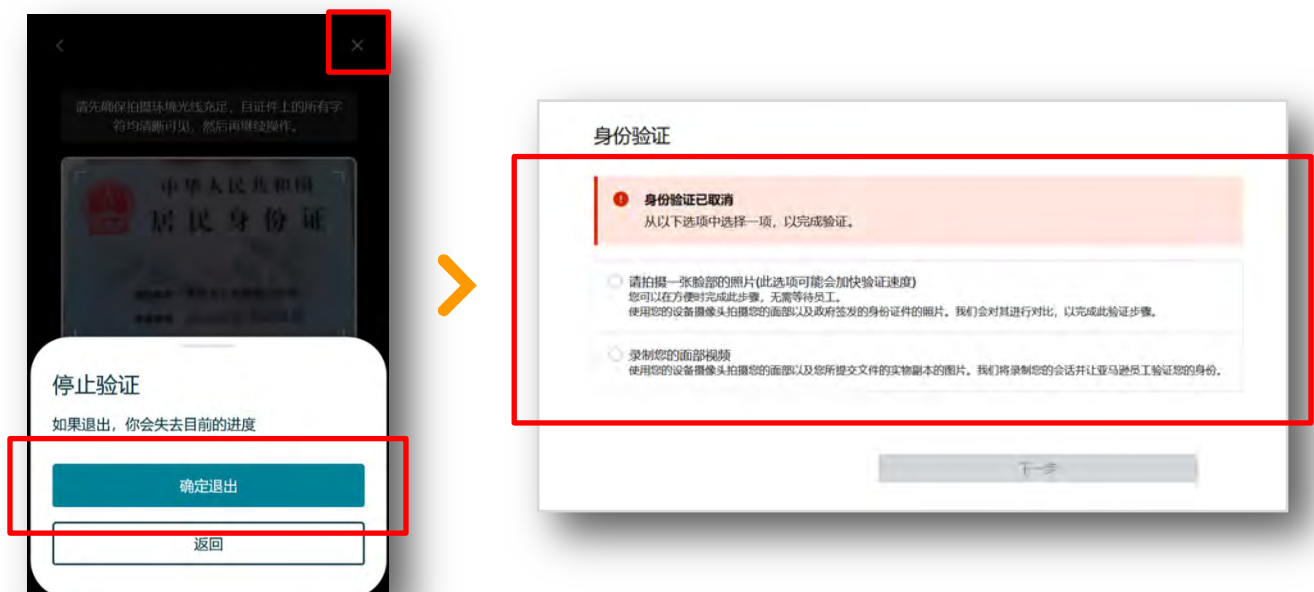 请先确保拍摄环境光线充足，且证件上的所有字
符均清晰可见，然后再继续操作。
中华人民共和国
居民身份证
停止验证
如果退出，你会失去目前的进度
确定退出
返回
身份验证
身份验证已取消
从以下选项中选择一项，以完成验证。
请拍摄一张脸部的照片(此选项可能会加快验证速度)
您可以在方便时完成此步骤，无需等待员工。
使用您的设备摄像头拍摄您的面部以及政府签发的身份证件的照片。我们会对其进行对比，以完成此验证步骤。
录制您的面部视频
使用您的设备摄像头拍摄您的面部以及您所提交文件的实物副本的图片。我们将录制您的会话并让亚马逊员工验证您的身份。
下一步